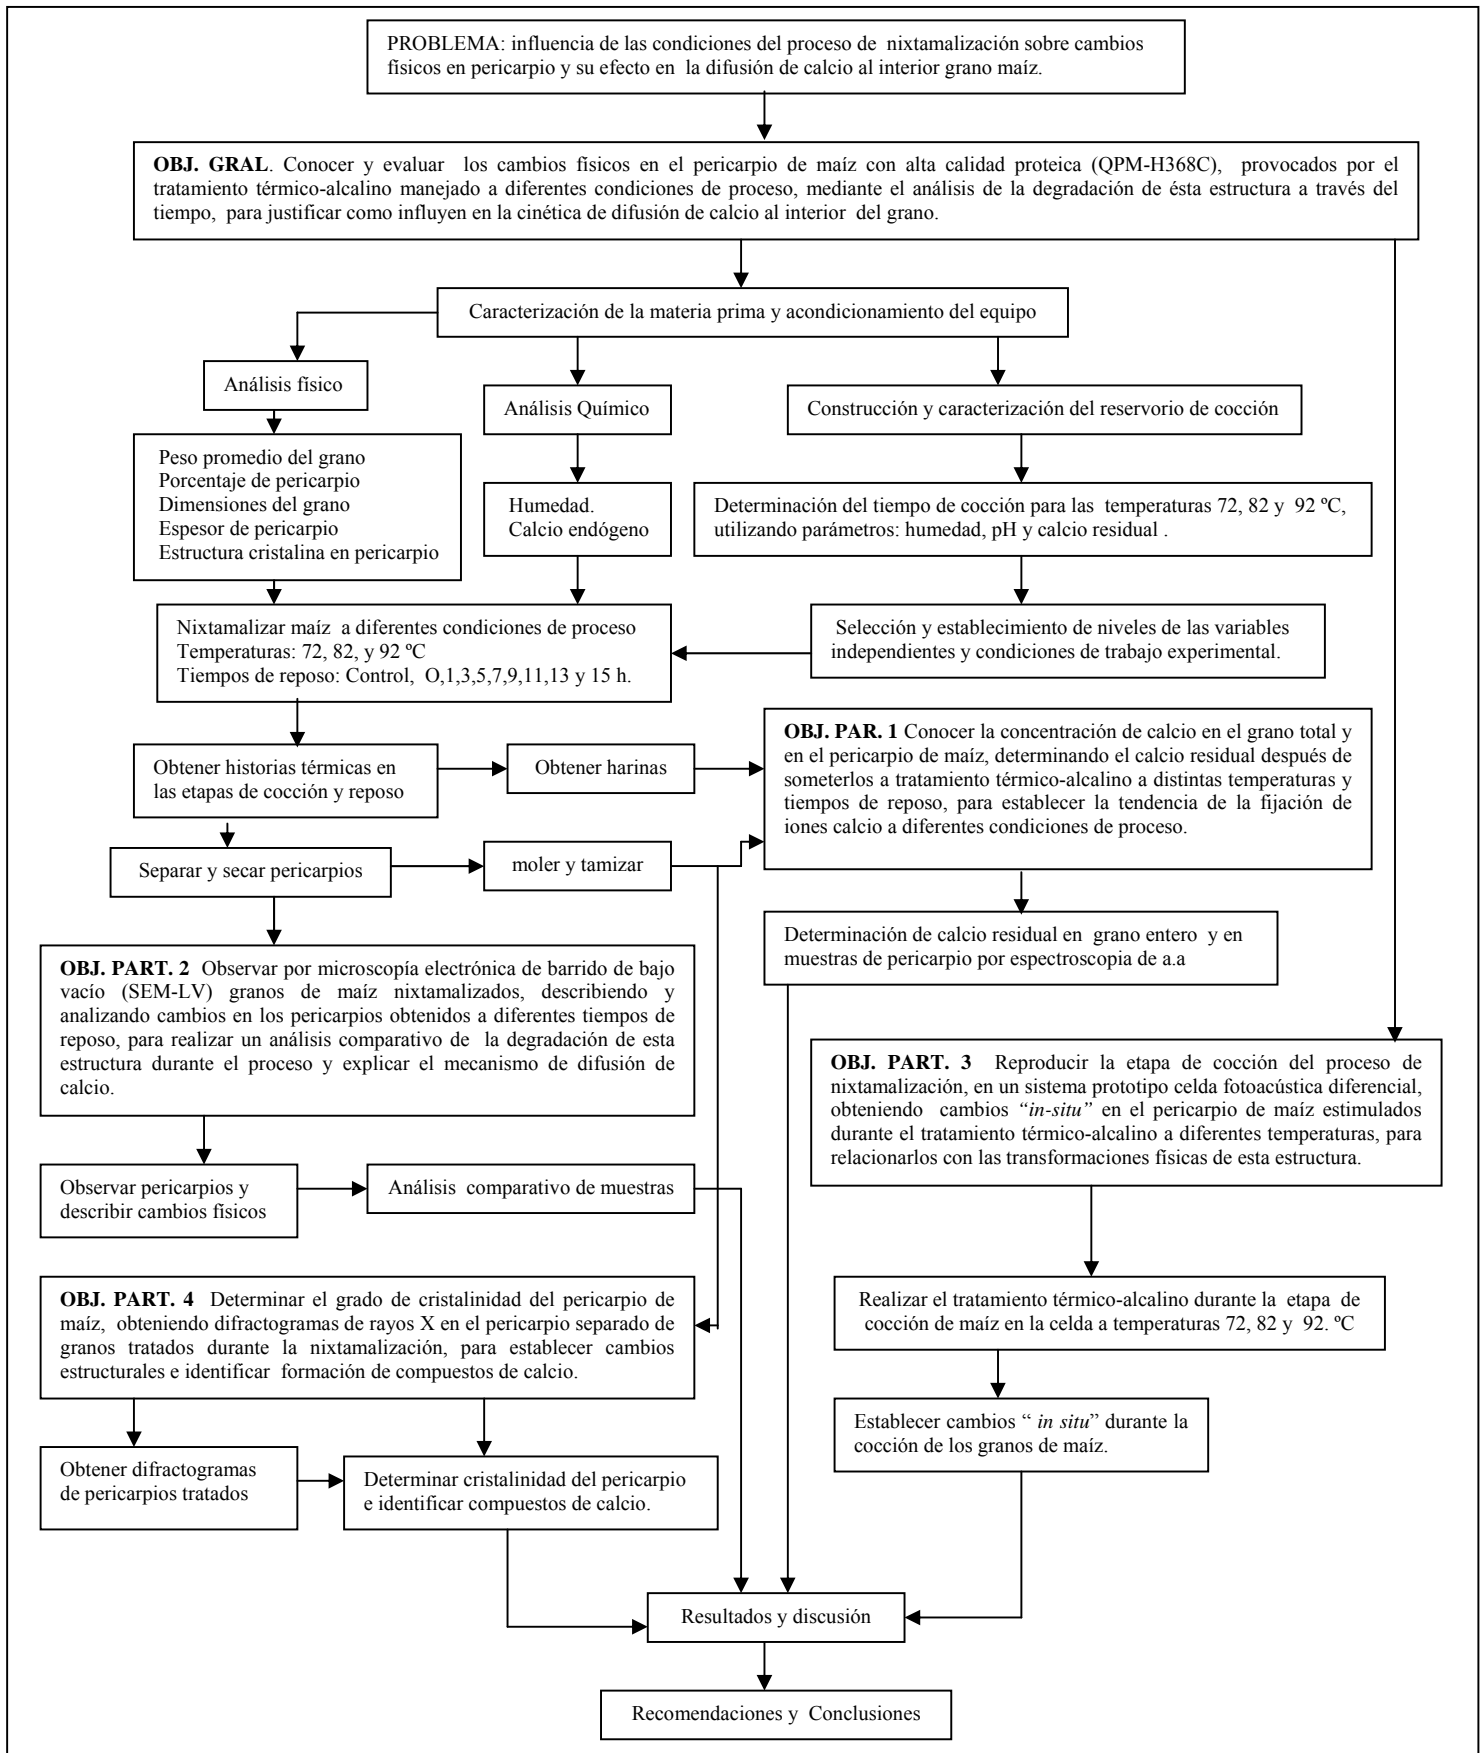 PROBLEMA: influencia de las condiciones del proceso de nixtamalización sobre cambios
físicos en pericarpio y su efecto en la difusión de calcio al interior grano maíz.
OBJ. GRAL. Conocer y evaluar los cambios físicos en el pericarpio de maíz con alta calidad proteica (QPM-H368C), provocados por el
tratamiento térmico-alcalino manejado a diferentes condiciones de proceso, mediante el análisis de la degradación de ésta estructura a través del
tiempo, para justificar como influyen en la cinética de difusión de calcio al interior del grano.
Caracterización de la materia prima y acondicionamiento del equipo
Análisis físico
Análisis Químico
Construcción y caracterización del reservorio de cocción
Peso promedio del grano
Porcentaje de pericarpio
Dimensiones del grano
Espesor de pericarpio
Estructura cristalina en pericarpio
Humedad.
Calcio endógeno
Determinación del tiempo de cocción para las temperaturas 72, 82 y 92 ºC,
utilizando parámetros: humedad, pH y calcio residual .
Nixtamalizar maíz a diferentes condiciones de proceso
Temperaturas: 72, 82, y 92 ºC
Tiempos de reposo: Control, O,1,3,5,7,9,11,13 y 15 h.
Selección y establecimiento de niveles de las variables
independientes y condiciones de trabajo experimental.
Obtener historias térmicas en
las etapas de cocción y reposo
Obtener harinas
OBJ. PAR. 1 Conocer la concentración de calcio en el grano total y
en el pericarpio de maíz, determinando el calcio residual después de
someterlos a tratamiento térmico-alcalino a distintas temperaturas y
tiempos de reposo, para establecer la tendencia de la fijación de
iones calcio a diferentes condiciones de proceso.
Separar y secar pericarpios
moler y tamizar
Determinación de calcio residual en grano entero y en
muestras de pericarpio por espectroscopia de a.a
OBJ. PART. 2 Observar por microscopía electrónica de barrido de bajo
vacío (SEM-LV) granos de maíz nixtamalizados, describiendo y
analizando cambios en los pericarpios obtenidos a diferentes tiempos de
reposo, para realizar un análisis comparativo de la degradación de esta
estructura durante el proceso y explicar el mecanismo de difusión de
calcio.
OBJ. PART. 3 Reproducir la etapa de cocción del proceso de
nixtamalización, en un sistema prototipo celda fotoacústica diferencial,
obteniendo cambios “in-situ” en el pericarpio de maíz estimulados
durante el tratamiento térmico-alcalino a diferentes temperaturas, para
relacionarlos con las transformaciones físicas de esta estructura.
Observar pericarpios y
describir cambios físicos
Análisis comparativo de muestras
OBJ. PART. 4 Determinar el grado de cristalinidad del pericarpio de
maíz, obteniendo difractogramas de rayos X en el pericarpio separado de
granos tratados durante la nixtamalización, para establecer cambios
estructurales e identificar formación de compuestos de calcio.
Realizar el tratamiento térmico-alcalino durante la etapa de
cocción de maíz en la celda a temperaturas 72, 82 y 92. ºC
Establecer cambios “ in situ” durante la
cocción de los granos de maíz.
Obtener difractogramas
de pericarpios tratados
Determinar cristalinidad del pericarpio
e identificar compuestos de calcio.
Resultados y discusión
Recomendaciones y Conclusiones